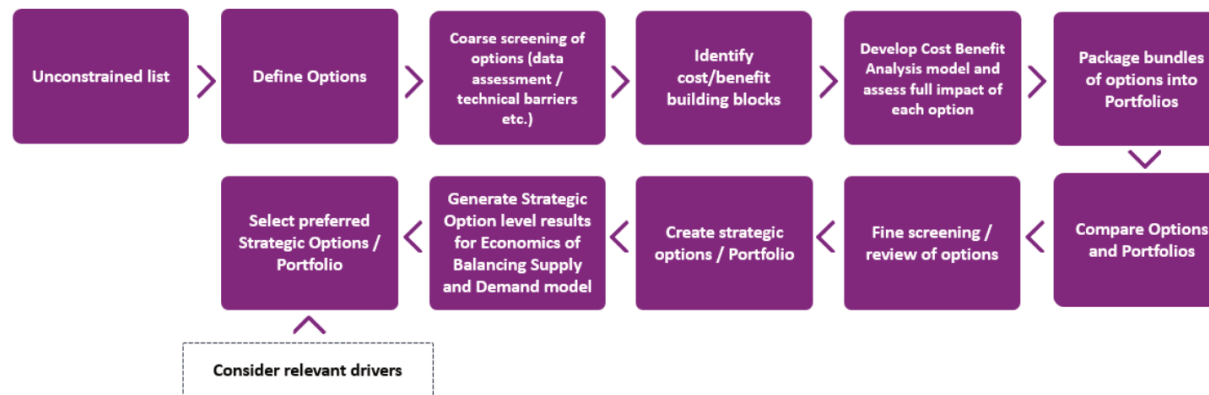 Unconstrained list
Define Options
Coarse screening of
options (data
assessment /
technical barriers
etc.)
Identify
cost/benefit
building blocks
Develop Cost Benefit
Analysis model and
assess full impact of
each option
Package bundles
of options into
Portfolios
Compare Options
and Portfolios
Fine screening /
review of options
Create strategic
options / Portfolio
Generate Strategic
Option level results
for Economics of
Balancing Supply
and Demand model
Select preferred
Strategic Options /
Portfolio
Consider relevant drivers